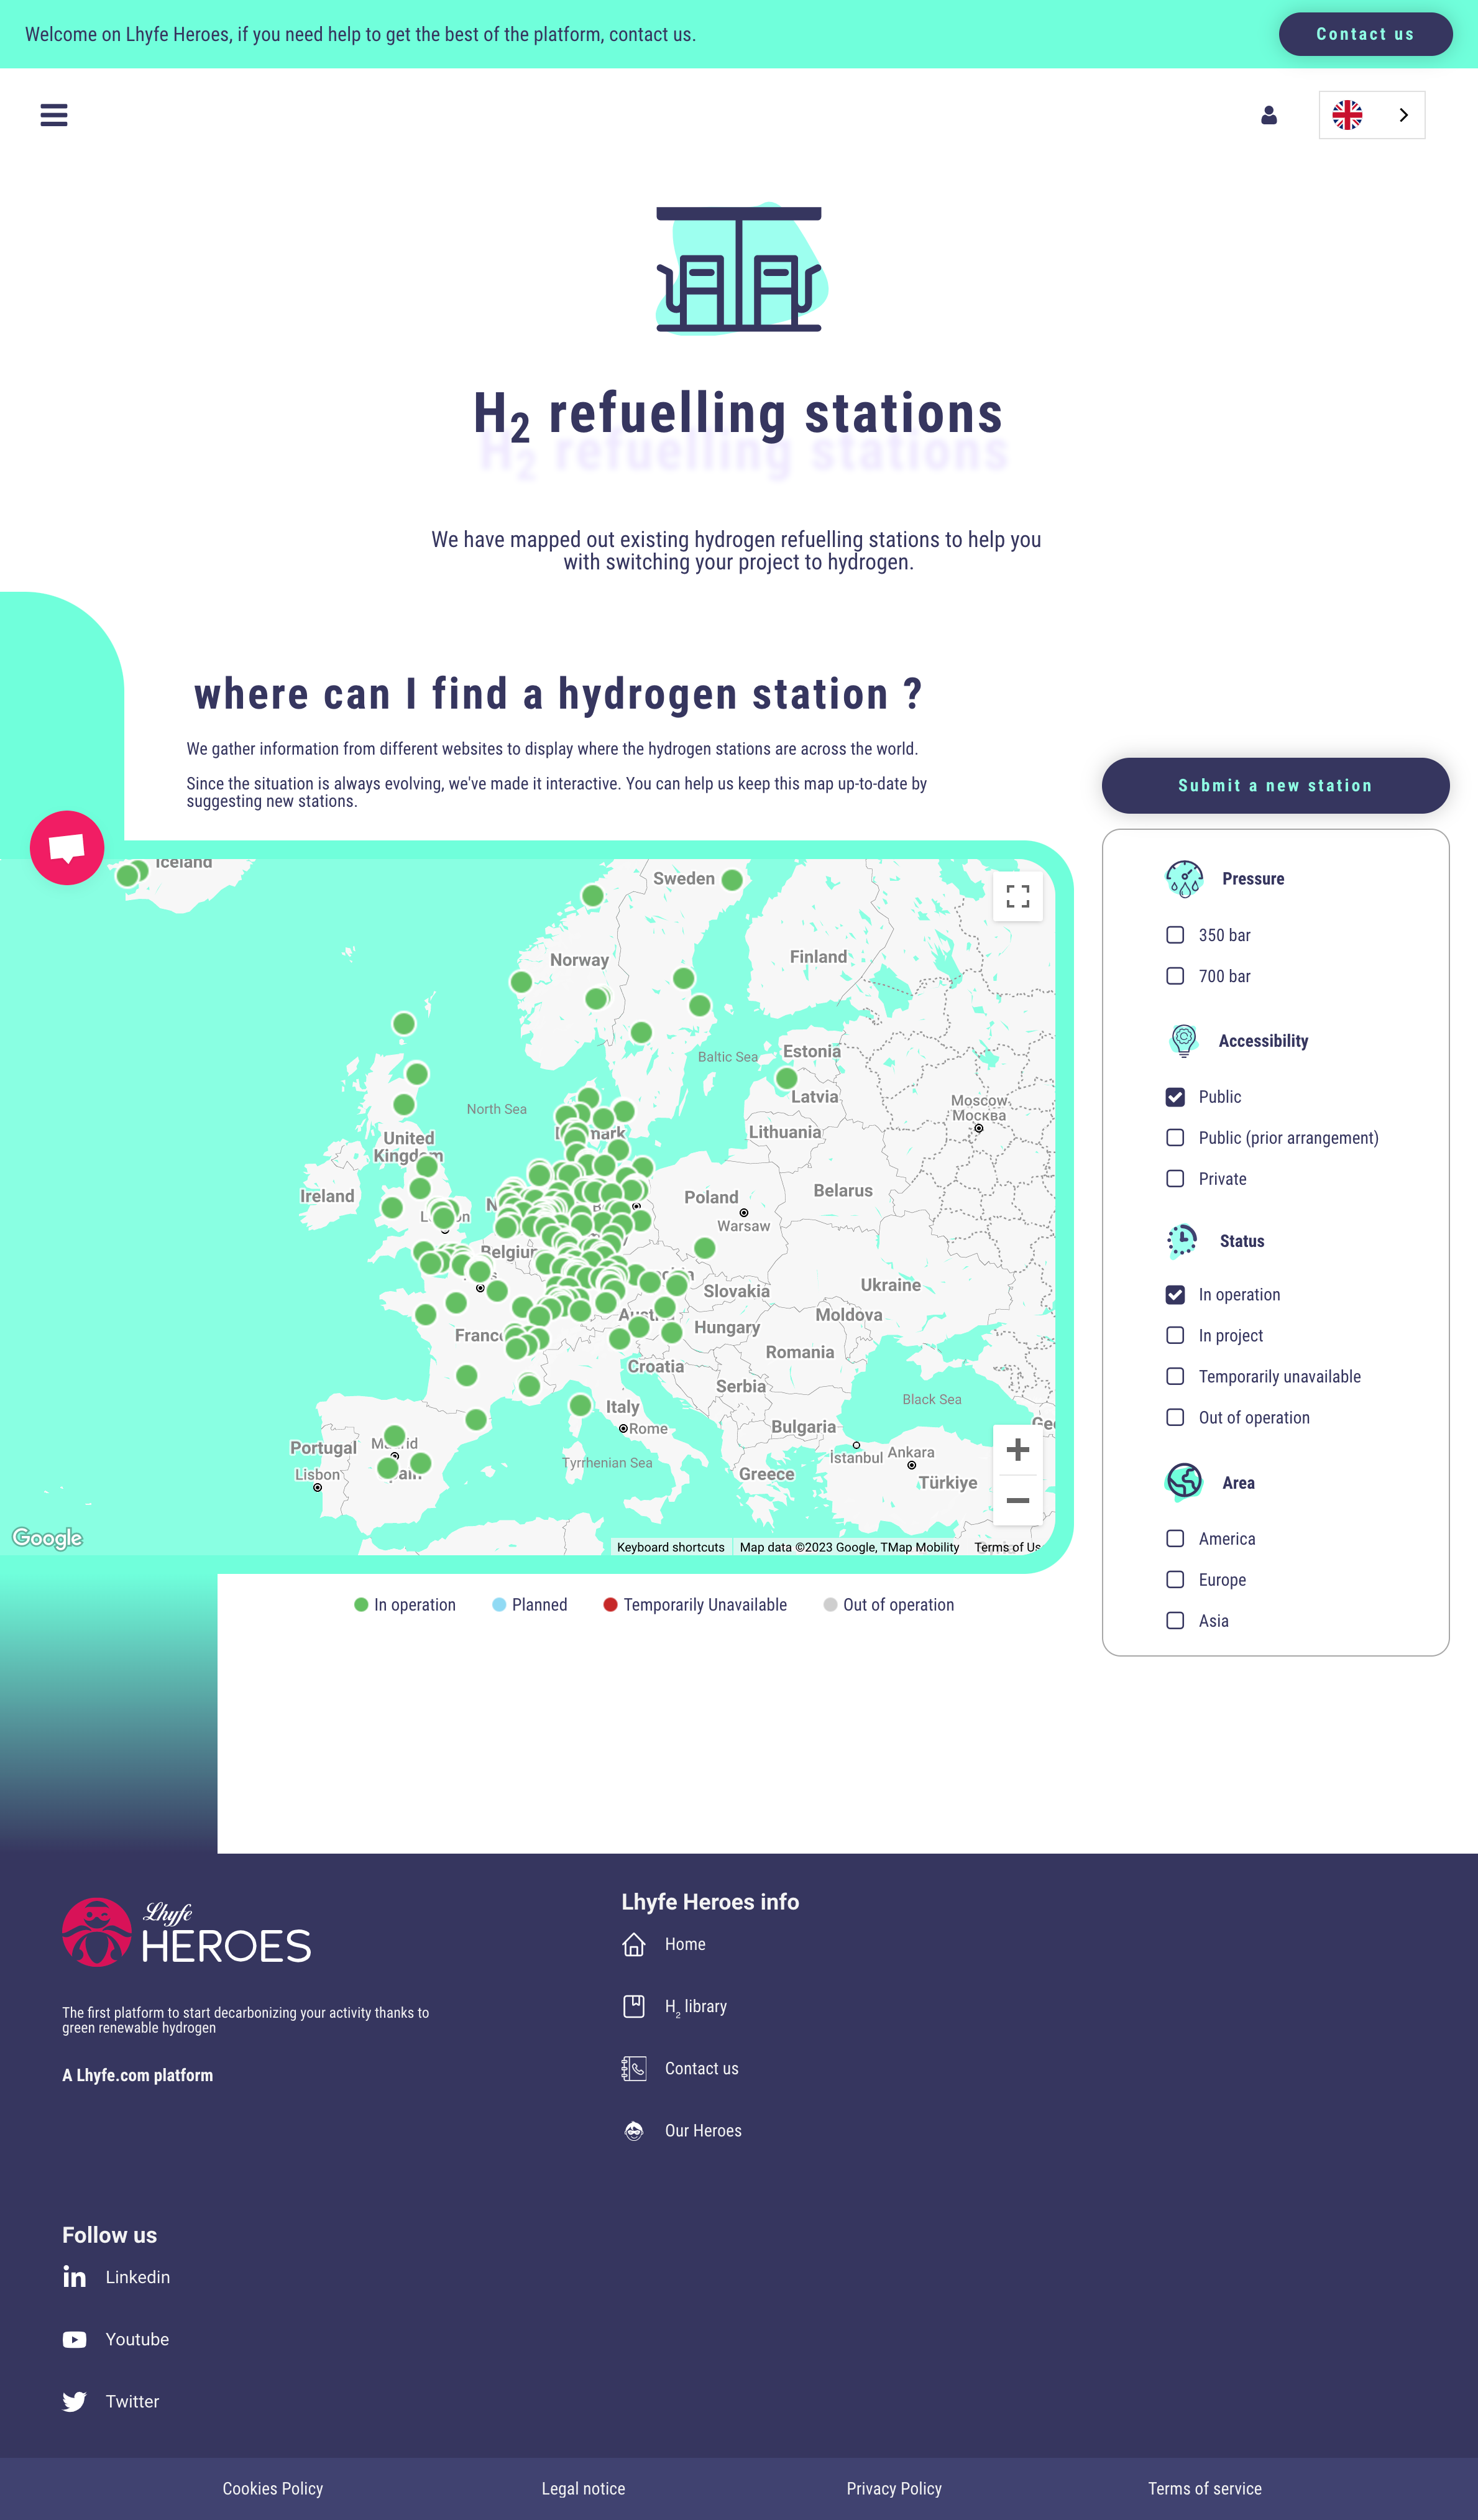 Welcome on Lhyfe Heroes, if you need help to get the best of the platform, contact us.
Contact us
H2 refuelling stations
We have mapped out existing hydrogen refuelling stations to help you
with switching your project to hydrogen.
where can I find a hydrogen station ?
We gather information from different websites to display where the hydrogen stations are across the world.
Since the situation is always evolving, we've made it interactive. You can help us keep this map up-to-date by
suggesting new stations.
Submit a new station
Iceland
Sweden
Norway
Finland
Baltic Sea
Estonia
Latvia
North Sea
Moscow
Москва
Lithuania
United
Kingdom
Ireland
Poland
Belarus
Warsaw
Slovakia
Ukraine
Moldova
Hungary
Romania
Croatia
Serbia
Black Sea
Italy
Rome
Bulgaria
Portugal
Lisbon
Tyrrhenian Sea
Greece
İstanbul
Ankara
Türkiye
Google
Keyboard shortcuts
Map data ©2023 Google, TMap Mobility
Terms of
In operation
Planned
Temporarily Unavailable
Out of operation
Pressure
350 bar
700 bar
Accessibility
Public
Public (prior arrangement)
Private
Status
In operation
In project
Temporarily unavailable
Out of operation
Area
America
Europe
Asia
Lhyfe
HEROES
The first platform to start decarbonizing your activity thanks to
green renewable hydrogen
A Lhyfe.com platform
Lhyfe Heroes info
Home
H2 library
Contact us
Our Heroes
Follow us
Linkedin
Youtube
Twitter
Cookies Policy
Legal notice
Privacy Policy
Terms of service